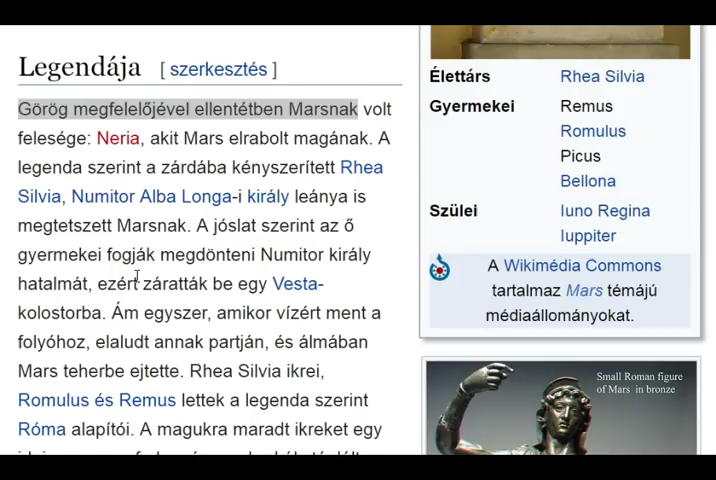 Legendája [ szerkesztés ]
Görög megfelelőjével ellentétben Marsnak volt
felesége: Neria, akit Mars elrabolt magának. A
legenda szerint a zárdába kényszerített Rhea
Silvia, Numitor Alba Longa-i király leánya is
megtetszett Marsnak. A jóslat szerint az ő
gyermekei fogják megdönteni Numitor király
hatalmát, ezért záratták be egy Vesta-
kolostorba. Ám egyszer, amikor vízért ment a
folyóhoz, elaludt annak partján, és álmában
Mars teherbe ejtette. Rhea Silvia ikrei,
Romulus és Remus lettek a legenda szerint
Róma alapítói. A magukra maradt ikreket egy
Élettárs Rhea Silvia
Gyermekei Remus
Romulus
Picus
Bellona
Szülei Iuno Regina
Iuppiter
A Wikimédia Commons
tartalmaz Mars témájú
médiaállományokat.
Small Roman figure
of Mars in bronze